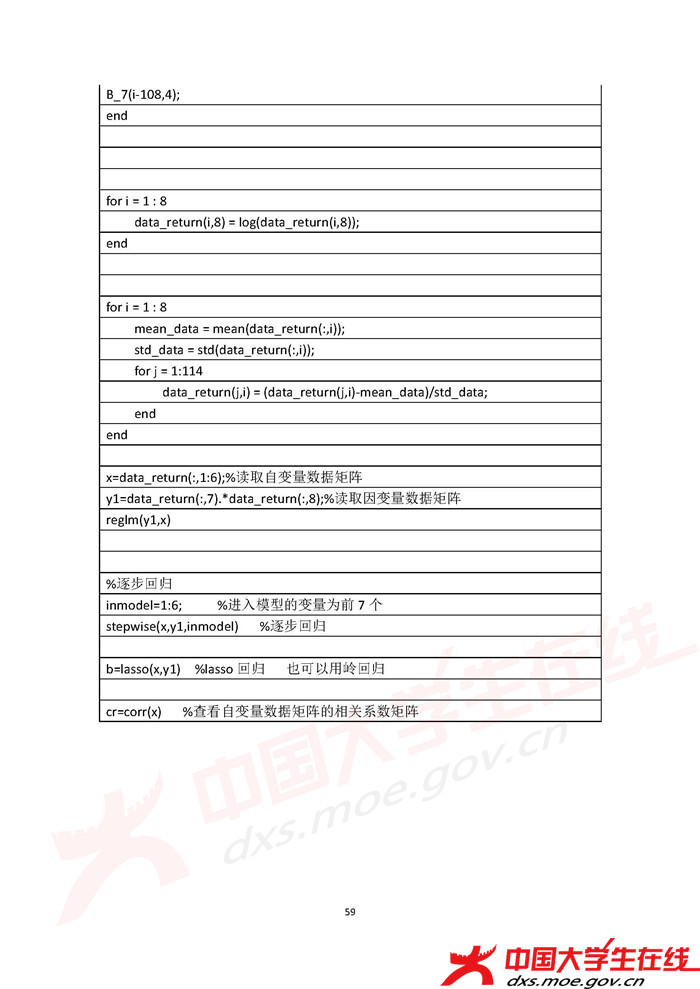 B_7(i-108,4);
end
for i = 1 : 8
data_return(i,8) = log(data_return(i,8));
end
for i = 1 : 8
mean_data = mean(data_return(:,i));
std_data = std(data_return(:,i));
for j = 1:114
data_return(j,i) = (data_return(j,i)-mean_data)/std_data;
end
end
x=data_return(:,1:6);%读取自变量数据矩阵
y1=data_return(:,7).*data_return(:,8);%读取因变量数据矩阵
reglm(y1,x)
%逐步回归
inmodel=1:6; %进入模型的变量为前 7 个
stepwise(x,y1,inmodel) %逐步回归
b=lasso(x,y1) %lasso 回归 也可以用岭回归
cr=corr(x) %查看自变量数据矩阵的相关系数矩阵
中国大学生在线
dxs.moe.gov.cn
59
中国大学生在线
dxs.moe.gov.cn